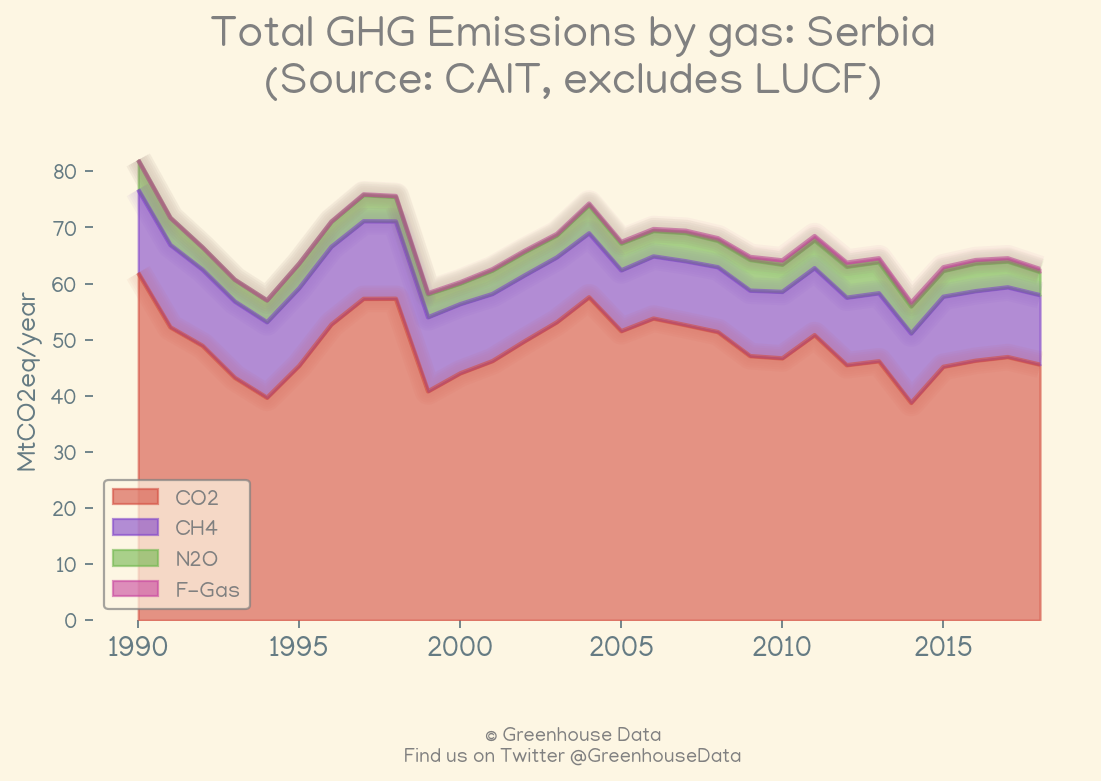 Total GHG Emissions by gas: Serbia
(Source: CAIT, excludes LUCF)
MtCO2eq/year
80
70
60
50
40
30
20
10
0
CO2
CH4
N2O
F-Gas
1990 1995 2000 2005 2010 2015
© Greenhouse Data
Find us on Twitter @GreenhouseData